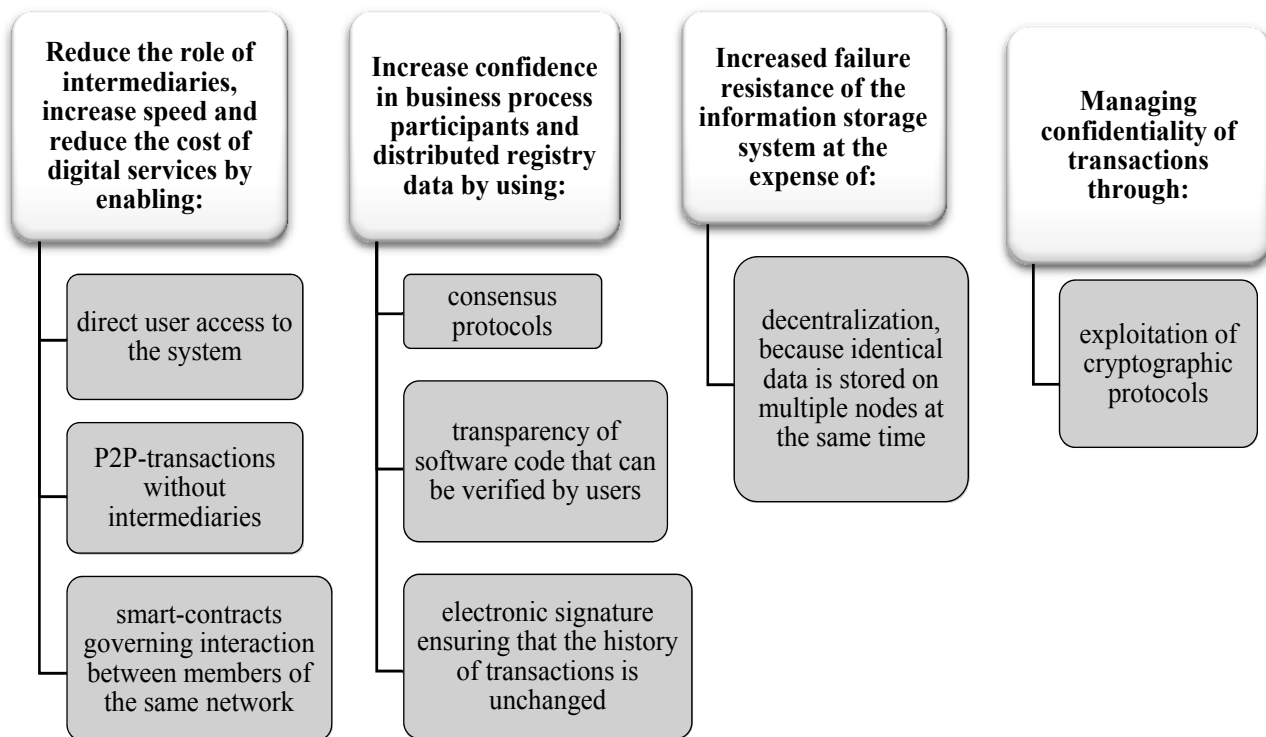 Reduce the role of
intermediaries,
increase speed and
reduce the cost of
digital services by
enabling:
direct user access to
the system
P2P-transactions
without
intermediaries
smart-contracts
governing interaction
between members of
the same network
Increase confidence
in business process
participants and
distributed registry
data by using:
consensus
protocols
transparency of
software code that can
be verified by users
electronic signature
ensuring that the history
of transactions is
unchanged
Increased failure
resistance of the
information storage
system at the
expense of:
decentralization,
because identical
data is stored on
multiple nodes at
the same time
Managing
confidentiality of
transactions
through:
exploitation of
cryptographic
protocols